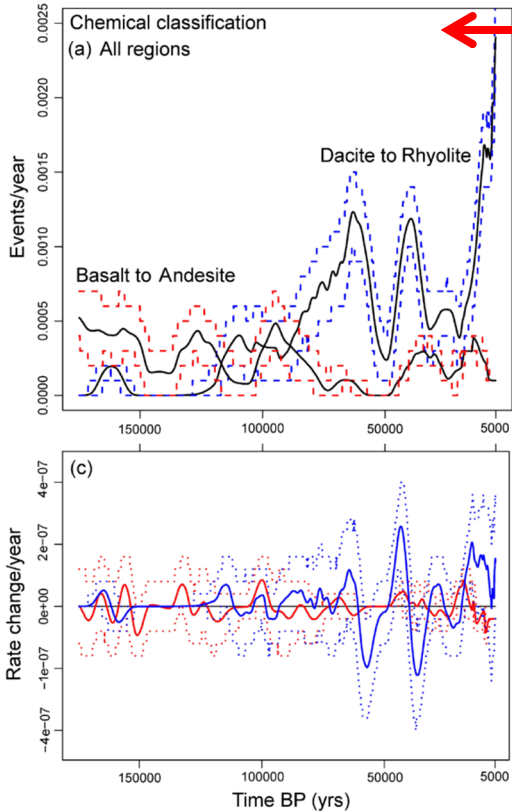 Chemical classification
(a) All regions
Dacite to Rhyolite
Basalt to Andesite
Events/year
0.0025
0.0020
0.0015
0.0010
0.0005
0.0000
150000 100000 50000 5000
(c)
Rate change/year
4e-07
2e-07
0e+00
-1e-07
-4e-07
150000 100000 50000 5000
Time BP (yrs)